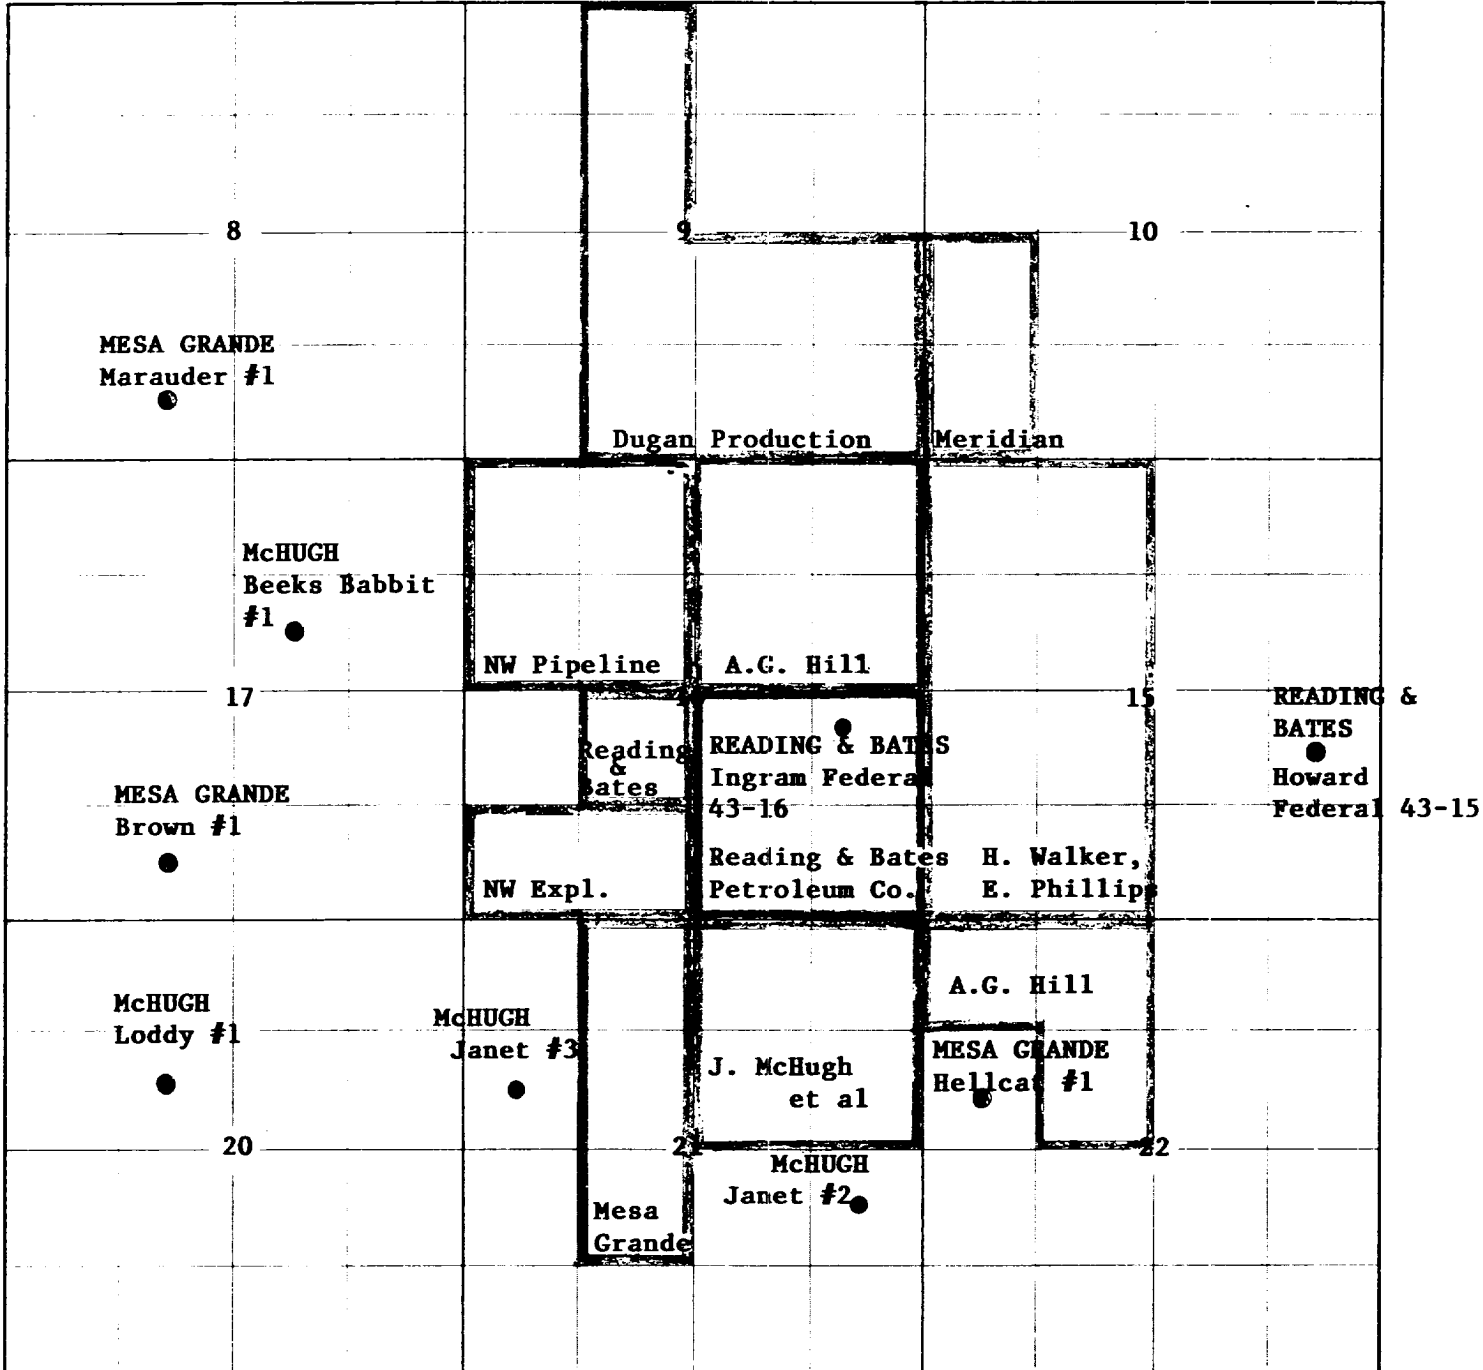 8
9
10
MESA GRANDE
Marauder #1
Dugan Production
Meridian
McHUGH
Beeks Babbit
#1
NW Pipeline
A.G. Hill
17
15
READING &
BATES
Howard
Federal 43-15
Reading
&
Bates
READING & BATES
Ingram Federal
43-16
MESA GRANDE
Brown #1
NW Expl.
Reading & Bates
Petroleum Co.
H. Walker,
E. Phillips
A.G. Hill
McHUGH
Loddy #1
McHUGH
Janet #3
J. McHugh
et al
MESA GRANDE
Hellcat #1
20
21
22
McHUGH
Janet #2
Mesa
Grande